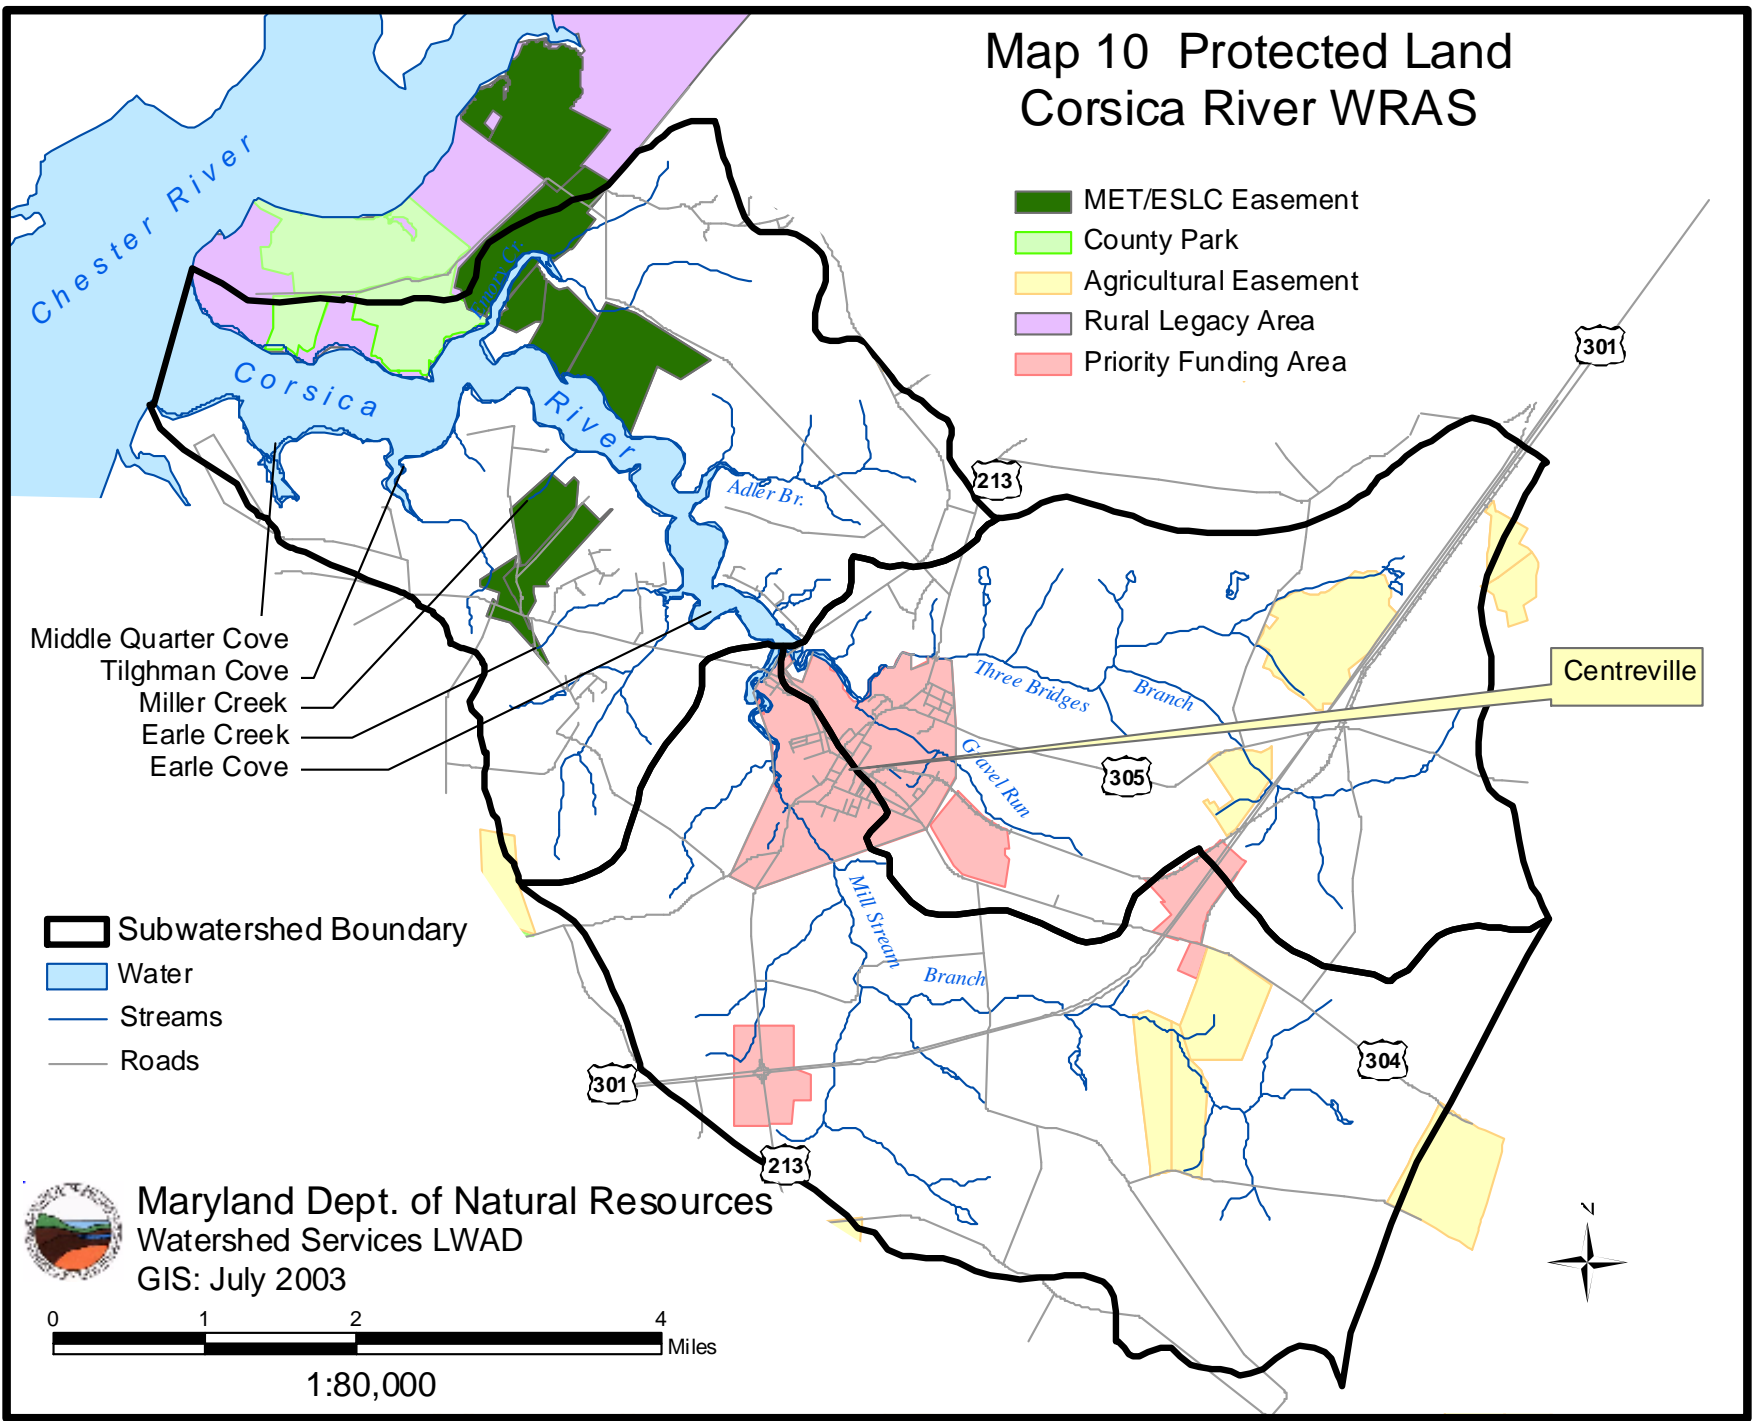 Map 10 Protected Land
Corsica River WRAS
MET/ESLC Easement
County Park
Agricultural Easement
Rural Legacy Area
Priority Funding Area
Chester River
Corsica
River
Emory Cr.
Adler Br.
301
213
Three Bridges
Branch
Centreville
Gravel Run
305
Middle Quarter Cove
Tilghman Cove
Miller Creek
Earle Creek
Earle Cove
Mill Stream
Branch
Subwatershed Boundary
Water
Streams
Roads
301
304
213
Maryland Dept. of Natural Resources
Watershed Services LWAD
GIS: July 2003
0 1 2 4
Miles
1:80,000
N